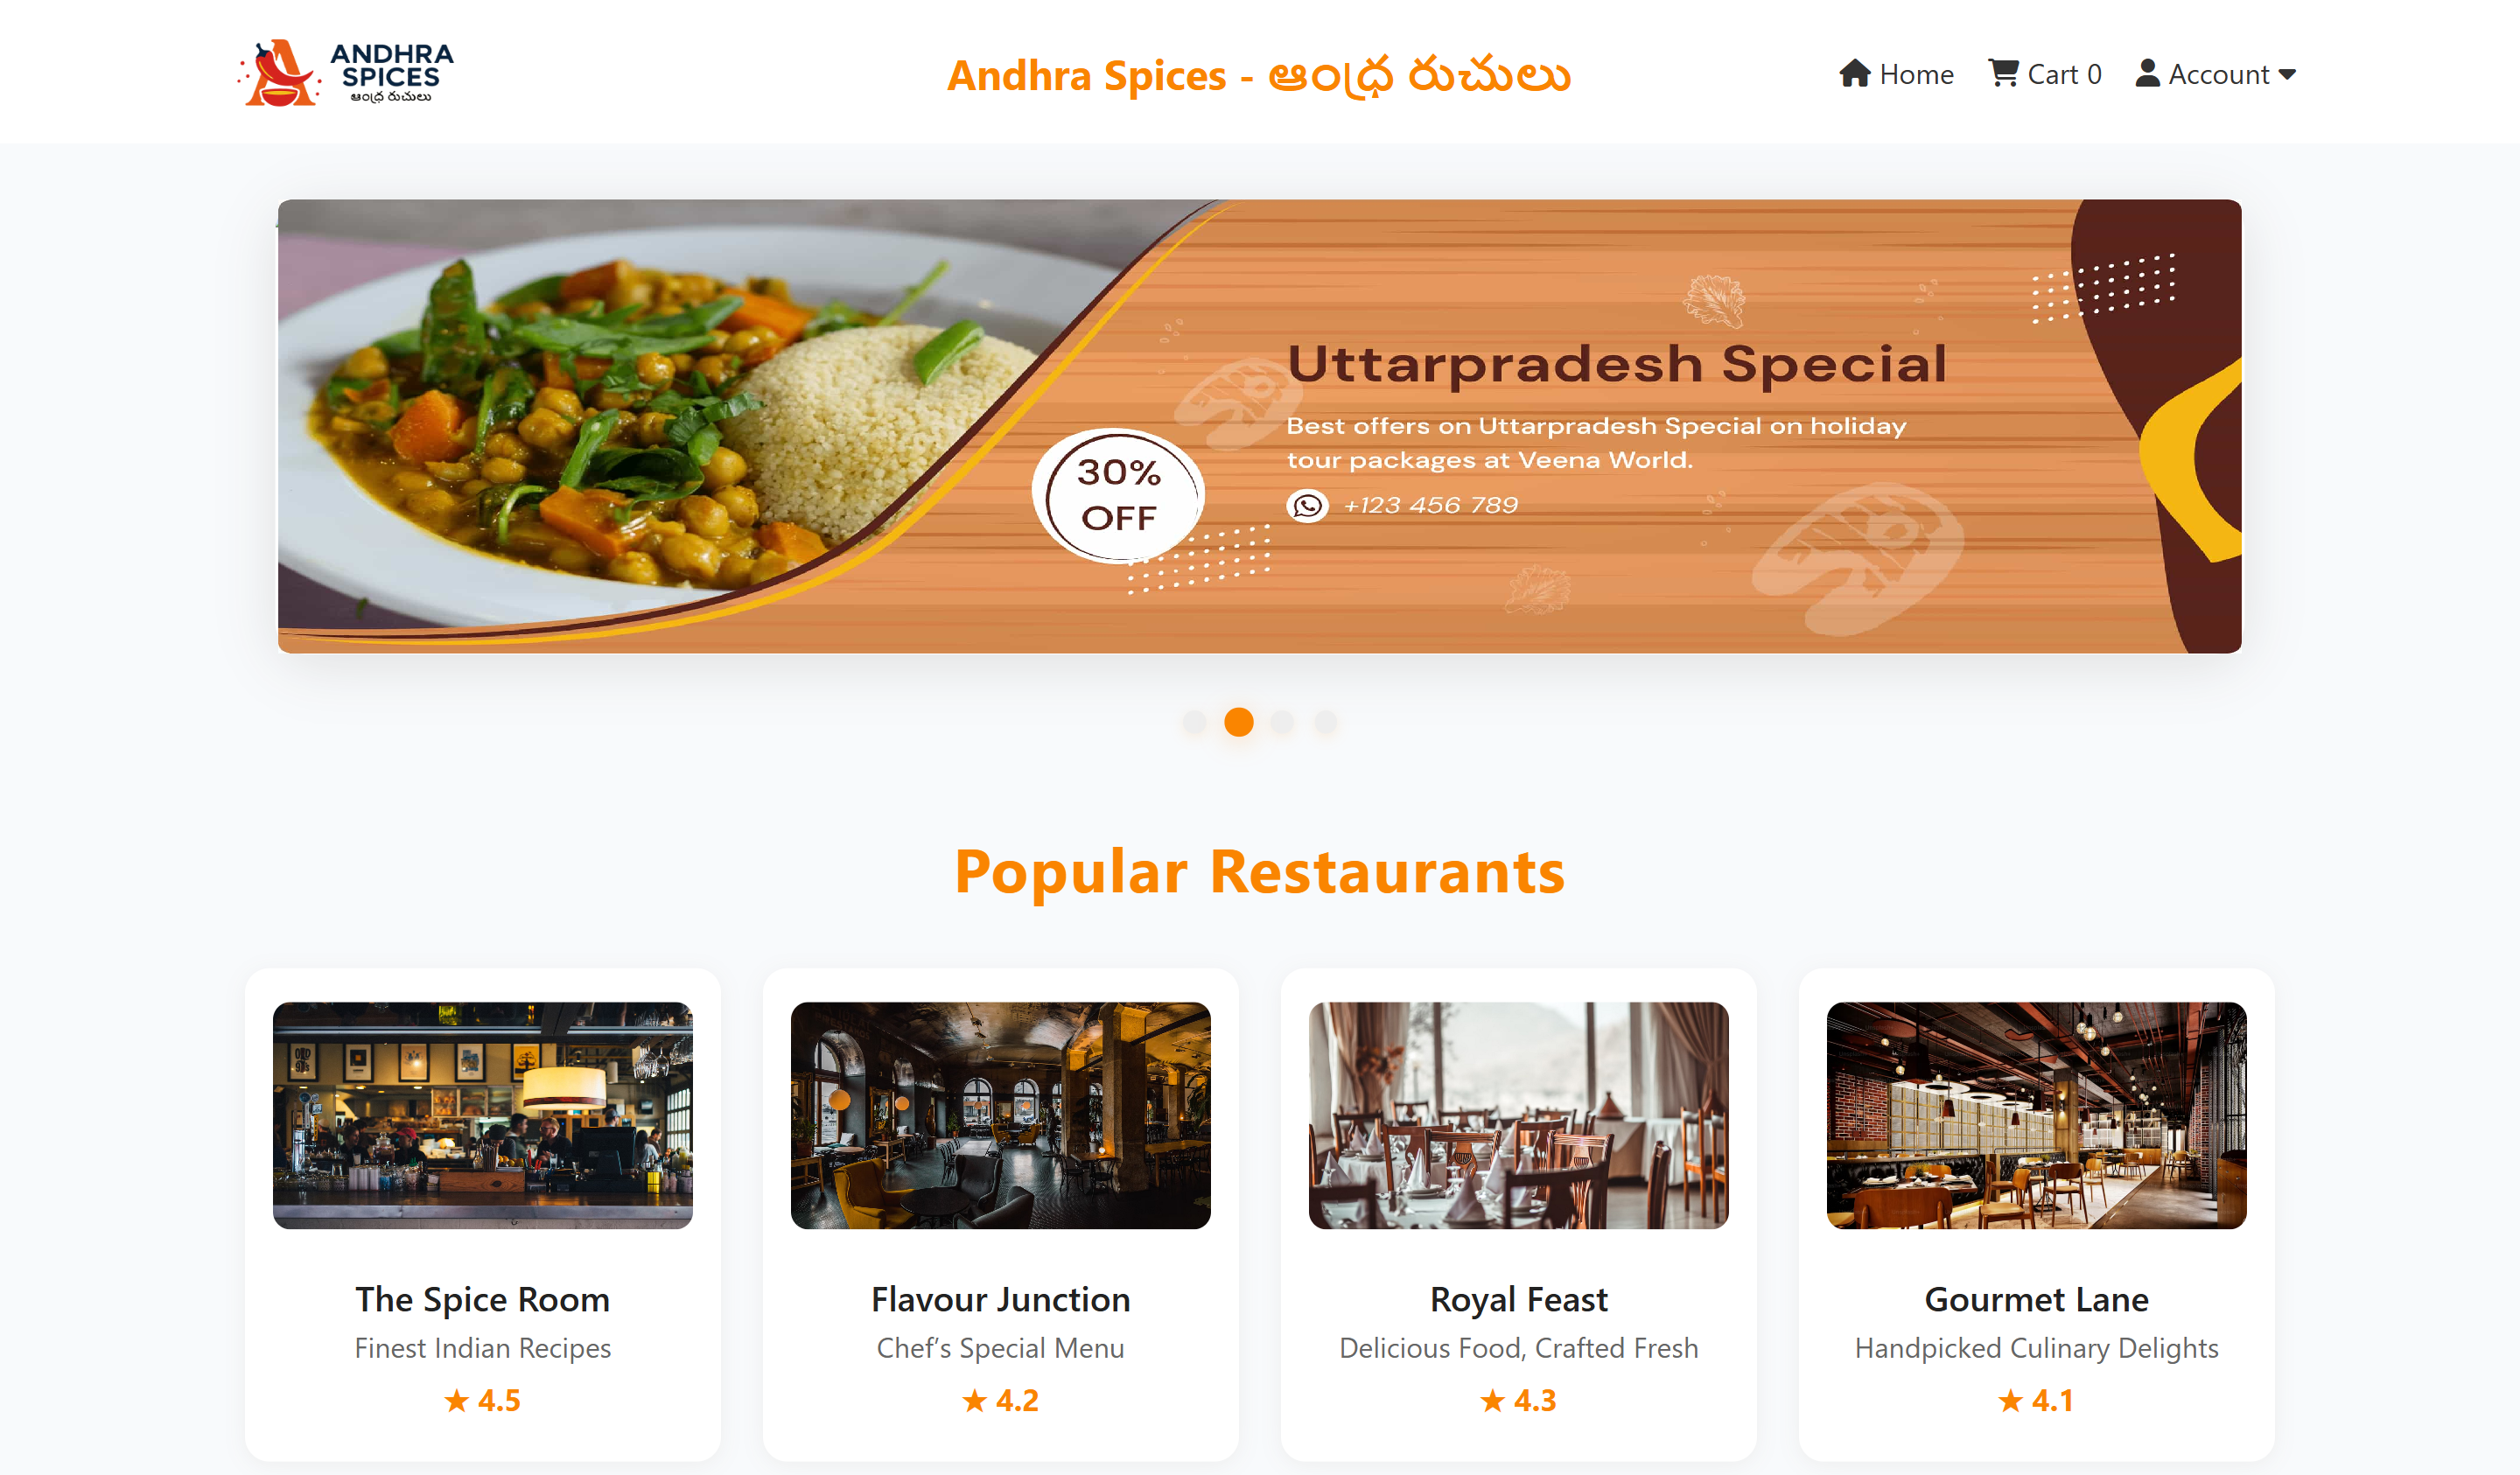 ANDHRA
SPICES
ఆంధ్ర రుచులు
Andhra Spices - ఆంధ్ర రుచులు
Home
Cart 0
Account
Uttarpradesh Special
Best offers on Uttarpradesh Special on holiday
tour packages at Veena World.
+123 456 789
30%
OFF
Popular Restaurants
The Spice Room
Finest Indian Recipes
★ 4.5
Flavour Junction
Chef’s Special Menu
★ 4.2
Royal Feast
Delicious Food, Crafted Fresh
★ 4.3
Gourmet Lane
Handpicked Culinary Delights
★ 4.1